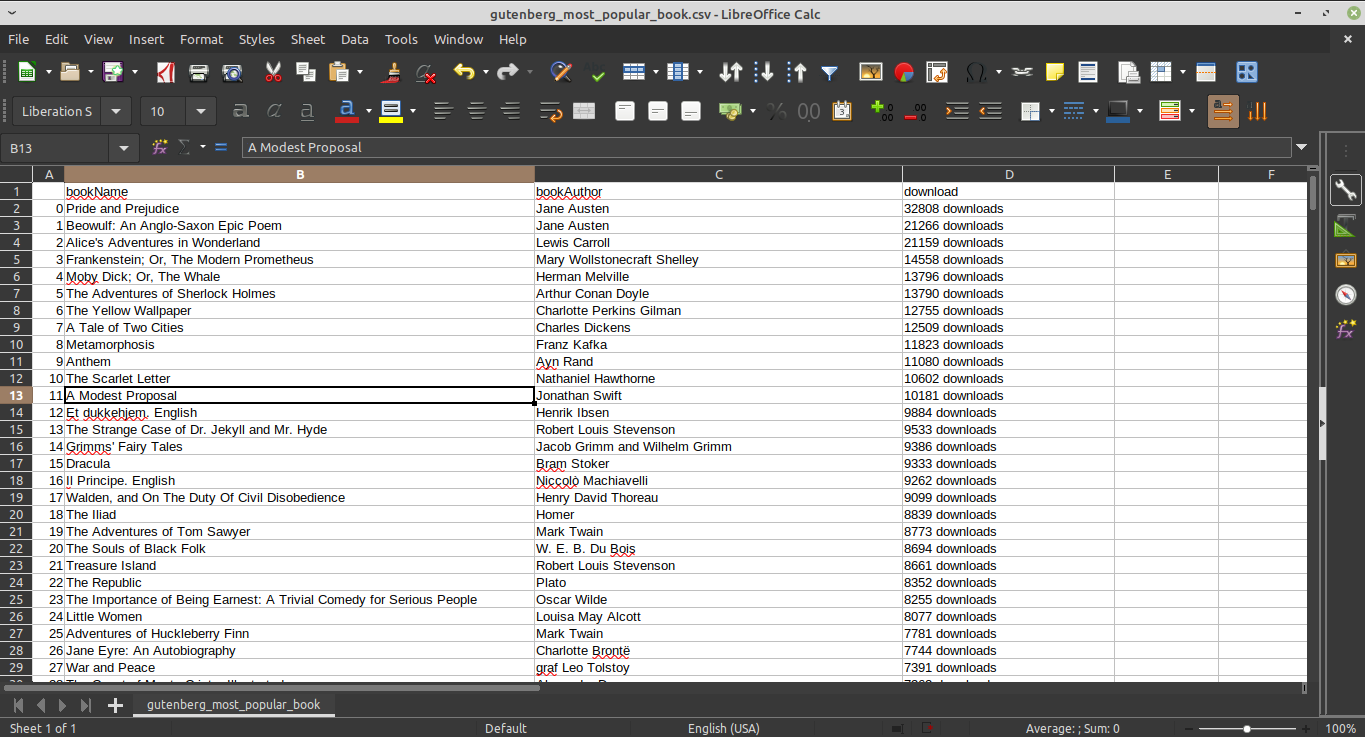 gutenberg_most_popular_book.csv - LibreOffice Calc
File Edit View Insert Format Styles Sheet Data Tools Window Help
Liberation S 10
B13 A Modest Proposal
A B C D E F
1 bookName bookAuthor download
2 0 Pride and Prejudice Jane Austen 32808 downloads
3 1 Beowulf: An Anglo-Saxon Epic Poem Jane Austen 21266 downloads
4 2 Alice's Adventures in Wonderland Lewis Carroll 21159 downloads
5 3 Frankenstein; Or, The Modern Prometheus Mary Wollstonecraft Shelley 14558 downloads
6 4 Moby Dick; Or, The Whale Herman Melville 13796 downloads
7 5 The Adventures of Sherlock Holmes Arthur Conan Doyle 13790 downloads
8 6 The Yellow Wallpaper Charlotte Perkins Gilman 12755 downloads
9 7 A Tale of Two Cities Charles Dickens 12509 downloads
10 8 Metamorphosis Franz Kafka 11823 downloads
11 9 Anthem Ayn Rand 11080 downloads
12 10 The Scarlet Letter Nathaniel Hawthorne 10602 downloads
13 11 A Modest Proposal Jonathan Swift 10181 downloads
14 12 Et dukkehjem. English Henrik Ibsen 9884 downloads
15 13 The Strange Case of Dr. Jekyll and Mr. Hyde Robert Louis Stevenson 9533 downloads
16 14 Grimms' Fairy Tales Jacob Grimm and Wilhelm Grimm 9386 downloads
17 15 Dracula Bram Stoker 9333 downloads
18 16 Il Principe. English Niccolò Machiavelli 9262 downloads
19 17 Walden, and On The Duty Of Civil Disobedience Henry David Thoreau 9099 downloads
20 18 The Iliad Homer 8839 downloads
21 19 The Adventures of Tom Sawyer Mark Twain 8773 downloads
22 20 The Souls of Black Folk W. E. B. Du Bois 8694 downloads
23 21 Treasure Island Robert Louis Stevenson 8661 downloads
24 22 The Republic Plato 8352 downloads
25 23 The Importance of Being Earnest: A Trivial Comedy for Serious People Oscar Wilde 8255 downloads
26 24 Little Women Louisa May Alcott 8077 downloads
27 25 Adventures of Huckleberry Finn Mark Twain 7781 downloads
28 26 Jane Eyre: An Autobiography Charlotte Brontë 7744 downloads
29 27 War and Peace graf Leo Tolstoy 7391 downloads
gutenberg_most_popular_book
Sheet 1 of 1 Default English (USA) Average: ; Sum: 0 100%